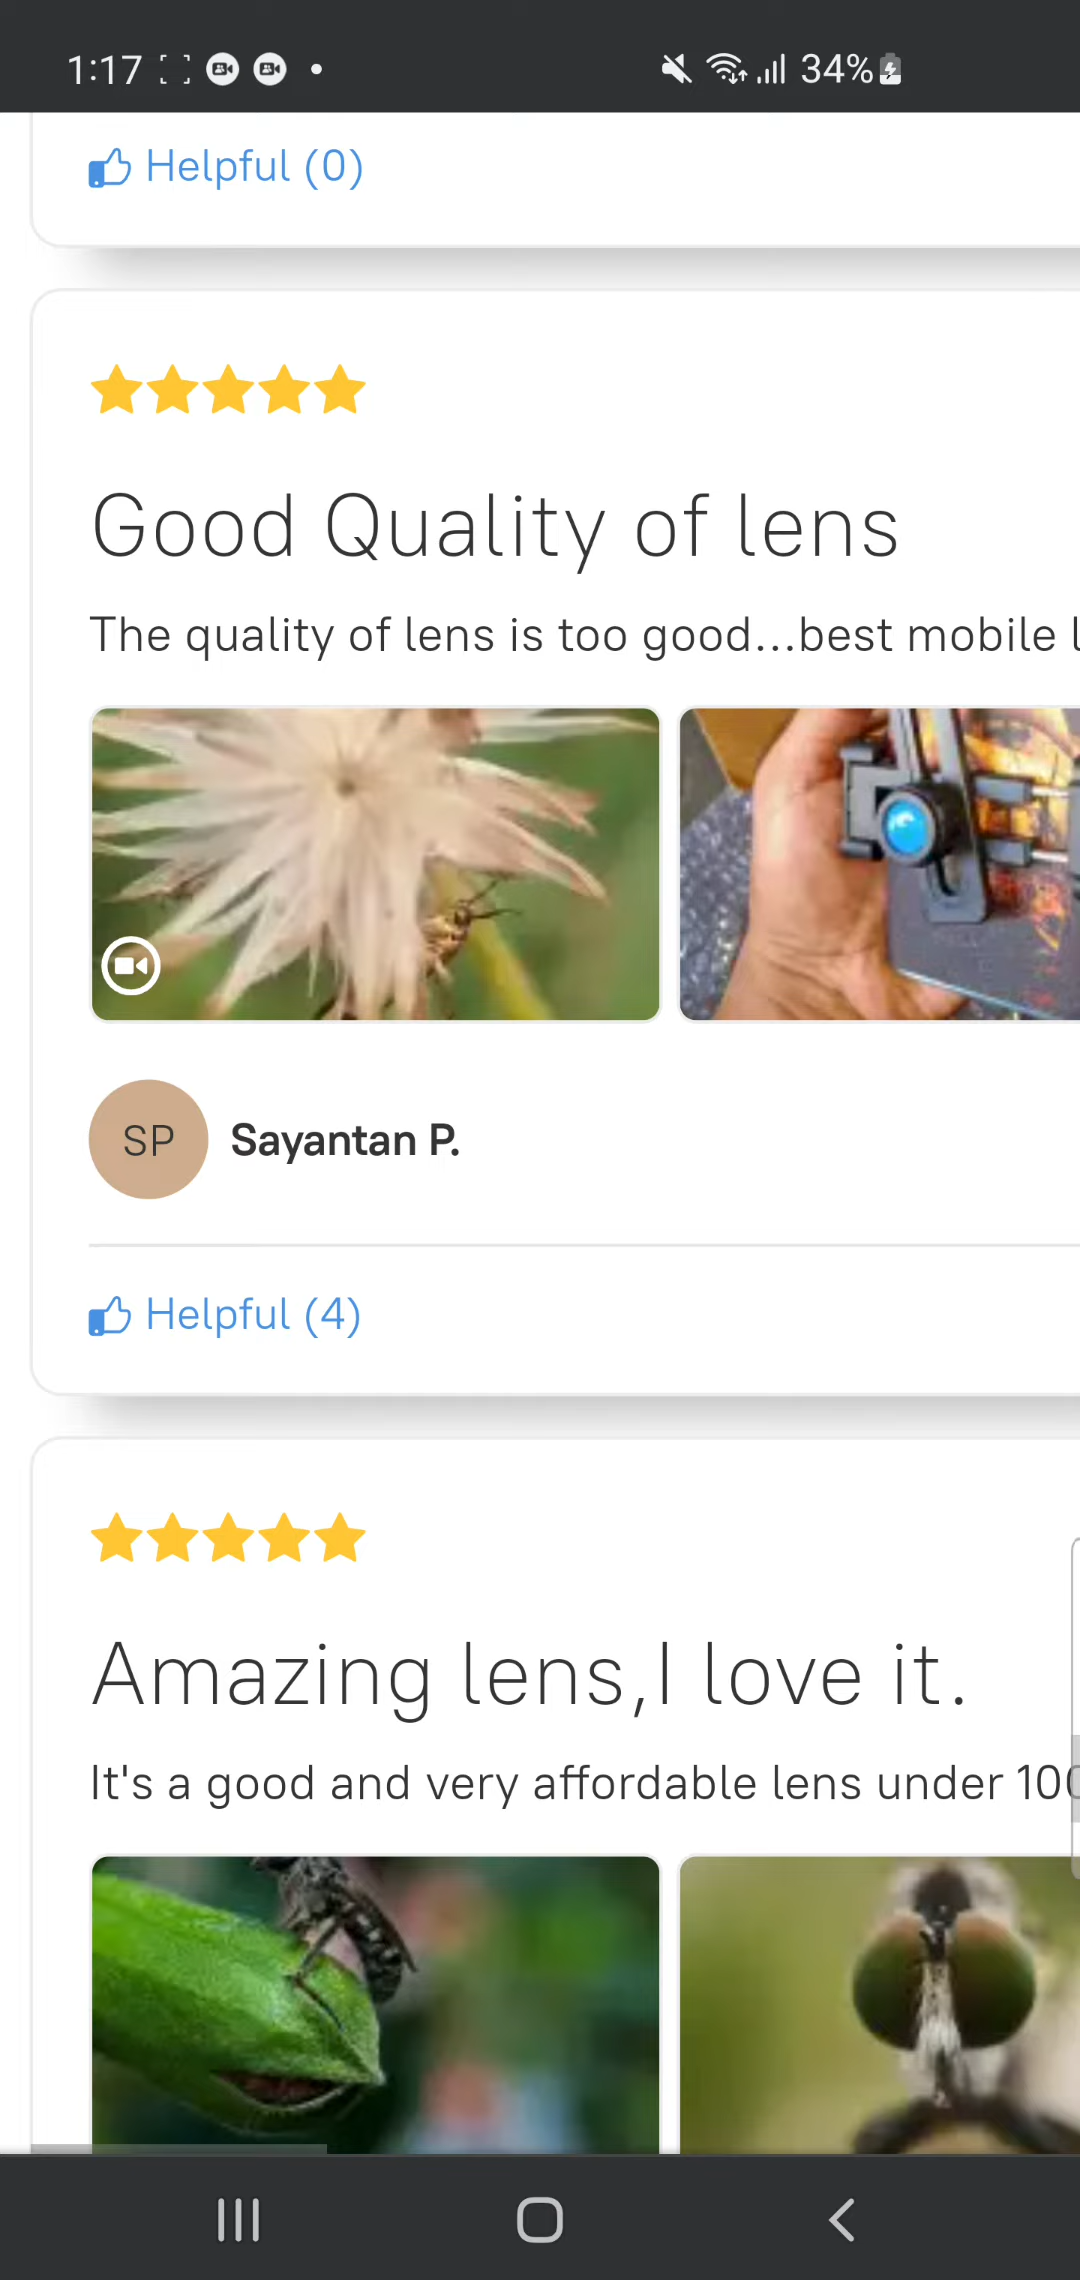 1:17
34%
Helpful (0)
Good Quality of lens
The quality of lens is too good...best mobile
SP
Sayantan P.
Helpful (4)
Amazing lens,I love it.
It's a good and very affordable lens under